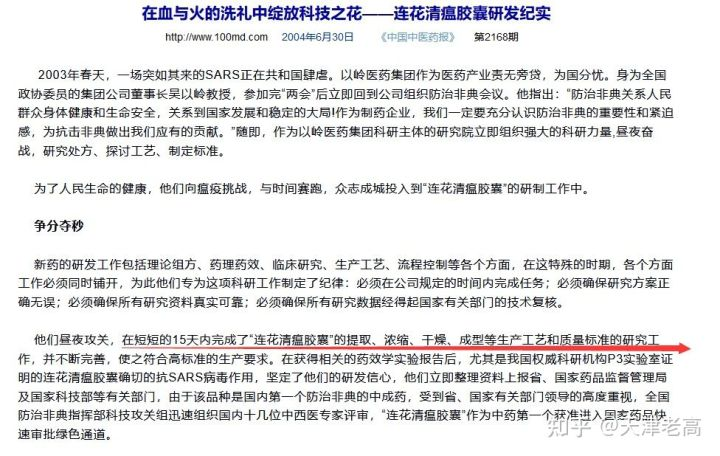 在血与火的洗礼中绽放科技之花——连花清瘟胶囊研发纪实
http://www.100md.com 2004年6月30日 《中国中医药报》 第2168期
2003年春天，一场突如其来的SARS正在共和国肆虐。以岭医药集团作为医药产业责无旁贷，为国分忧。身为全国
政协委员的集团公司董事长吴以岭教授，参加完“两会”后立即回到公司组织防治非典会议。他指出：“防治非典关系人民
群众身体健康和生命安全，关系到国家发展和稳定的大局!作为制药企业，我们一定要充分认识防治非典的重要性和紧迫
感，为抗击非典做出我们应有的贡献。”随即，作为以岭医药集团科研主体的研究院立即组织强大的科研力量,昼夜奋
战，研究处方、探讨工艺、制定标准。
为了人民生命的健康，他们向瘟疫挑战，与时间赛跑，众志成城投入到“连花清瘟胶囊”的研制工作中。
争分夺秒
新药的研发工作包括理论组方、药理药效、临床研究、生产工艺、流程控制等各个方面，在这特殊的时期，各个方面
工作必须同时铺开，为此他们专为这项科研工作制定了纪律：必须在公司规定的时间内完成任务；必须确保研究方案正
确无误；必须确保所有研究资料真实可靠；必须确保所有研究数据经得起国家有关部门的技术复核。
他们昼夜攻关，在短短的15天内完成了“连花清瘟胶囊”的提取、浓缩、干燥、成型等生产工艺和质量标准的研究工
作，并不断完善，使之符合高标准的生产要求。在获得相关的药效学实验报告后，尤其是我国权威科研机构P3实验室证
明的连花清瘟胶囊确切的抗SARS病毒作用，坚定了他们的研发信心，他们立即整理资料上报省、国家药品监督管理局
及国家科技部等有关部门，由于该品种是国内第一个防治非典的中成药，受到省、国家有关部门领导的高度重视，全国
防治非典指挥部科技攻关组迅速组织国内十几位中西医专家评审，“连花清瘟胶囊”作为中药第一个获准进入国家药品快
速审批绿色通道。
知乎 @天津老高